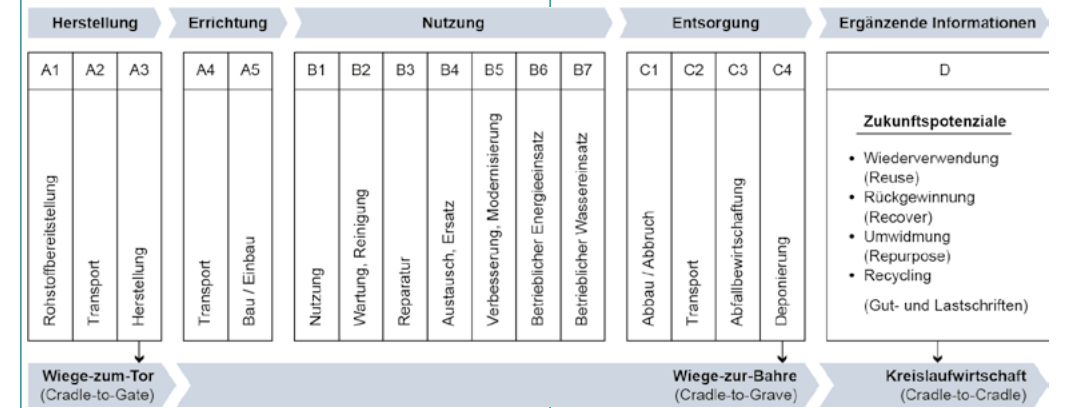 Herstellung
Errichtung
Nutzung
Entsorgung
Ergänzende Informationen
A1
A2
A3
A4
A5
B1
B2
B3
B4
B5
B6
B7
C1
C2
C3
C4
D
Rohstoffbereitstellung
Transport
Herstellung
Transport
Bau / Einbau
Nutzung
Wartung, Reinigung
Reparatur
Austausch, Ersatz
Verbesserung, Modernisierung
Betrieblicher Energieeinsatz
Betrieblicher Wassereinsatz
Abbau / Abbruch
Transport
Abfallbewirtschaftung
Deponierung
Zukunftspotenziale
• Wiederverwendung
(Reuse)
• Rückgewinnung
(Recover)
• Umwidmung
(Repurpose)
• Recycling
(Gut- und Lastschriften)
Wiege-zum-Tor
(Cradle-to-Gate)
Wiege-zur-Bahre
(Cradle-to-Grave)
Kreislaufwirtschaft
(Cradle-to-Cradle)